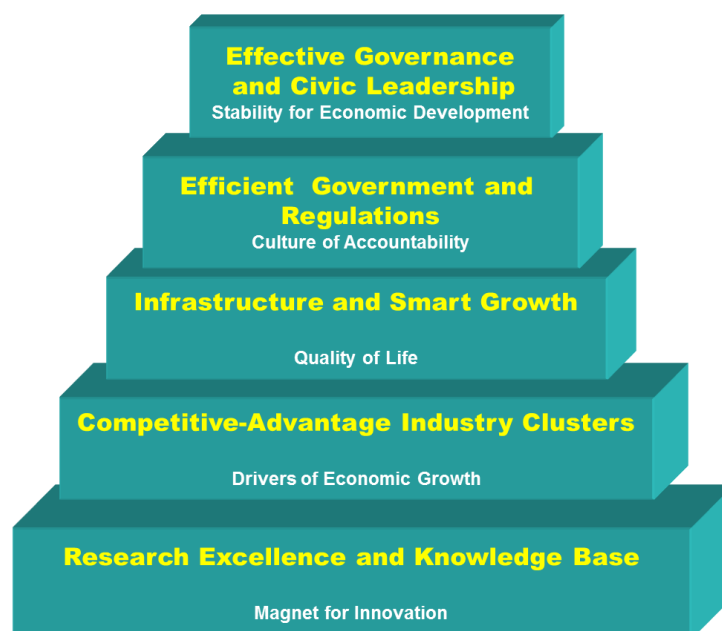 Effective Governance
and Civic Leadership
Stability for Economic Development
Efficient Government and
Regulations
Culture of Accountability
Infrastructure and Smart Growth
Quality of Life
Competitive-Advantage Industry Clusters
Drivers of Economic Growth
Research Excellence and Knowledge Base
Magnet for Innovation